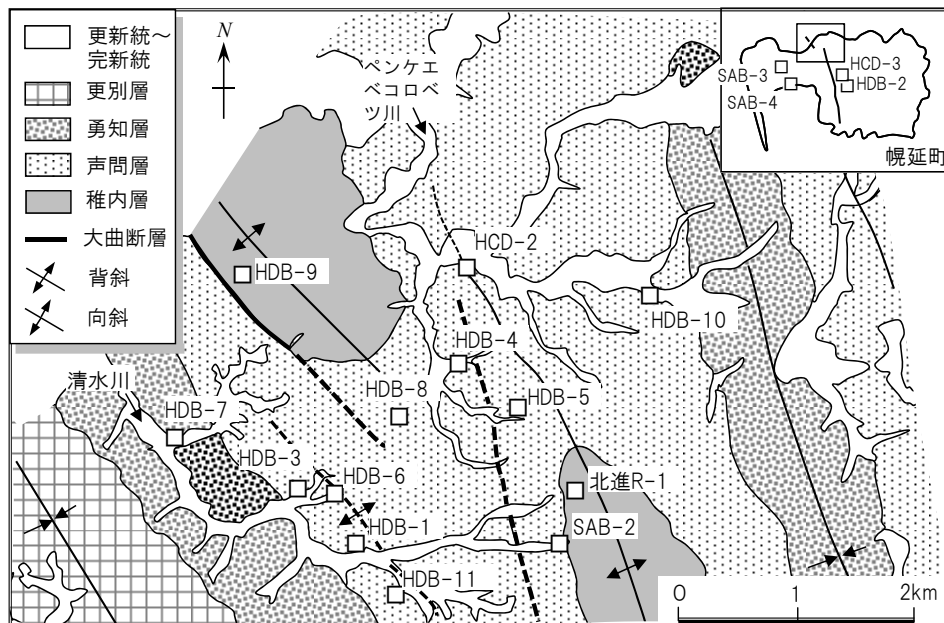 更新統～
完新統
更別層
勇知層
声問層
稚内層
大曲断層
背斜
向斜
N
ペンケエ
ベコロベ
ツ川
HCD-3
SAB-3
HDB-2
SAB-4
幌延町
HCD-2
HDB-9
HDB-10
HDB-4
清水川
HDB-8
HDB-5
HDB-7
HDB-3
HDB-6
北進R-1
HDB-1
SAB-2
HDB-11
0 1 2km